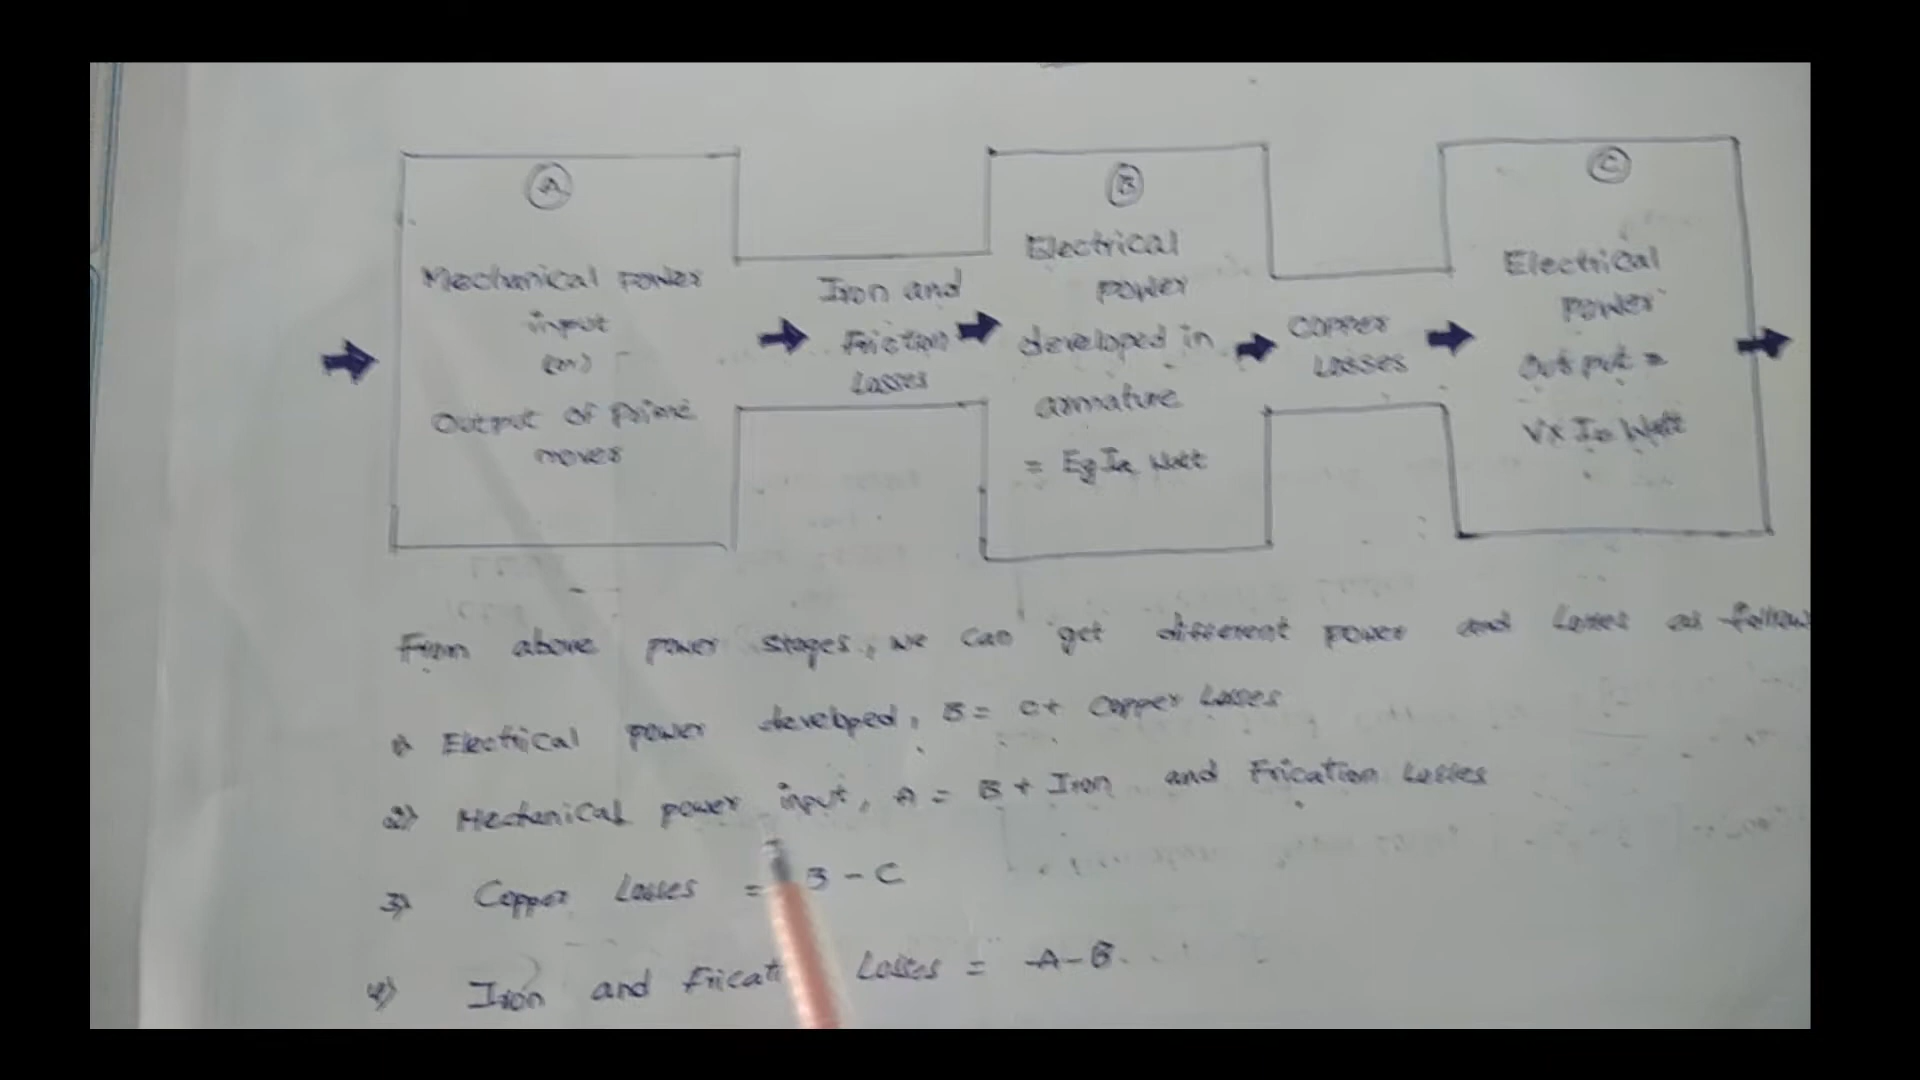 A
Mechanical power
input
(or)
Output of prime
mover
Iron and
friction
Losses
B
Electrical
power
developed in
armature
= EgIa Watt
Copper
Losses
C
Electrical
power
Output =
Watt
From above power stages, we can get different power and Losses as follow
1) Electrical power developed, B = C + Copper Losses
2) Mechanical power input, A = B + Iron and Frication Losses
3) Copper Losses = B - C
4) Iron and Fricati Losses = A - B